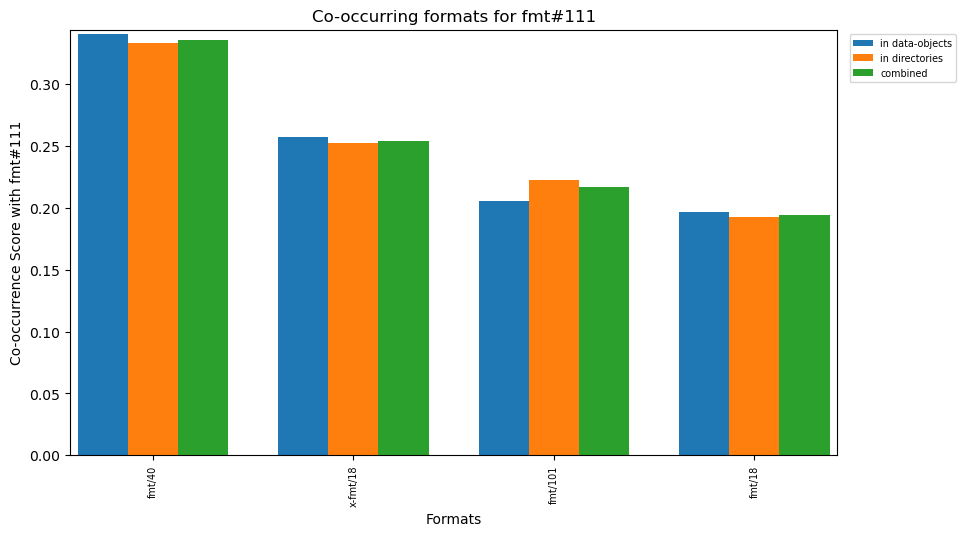 Co-occurring formats for fmt#111
in data-objects
in directories
combined
Co-occurrence Score with fmt#111
0.30
0.25
0.20
0.15
0.10
0.05
0.00
fmt/40
x-fmt/18
fmt/101
fmt/18
Formats